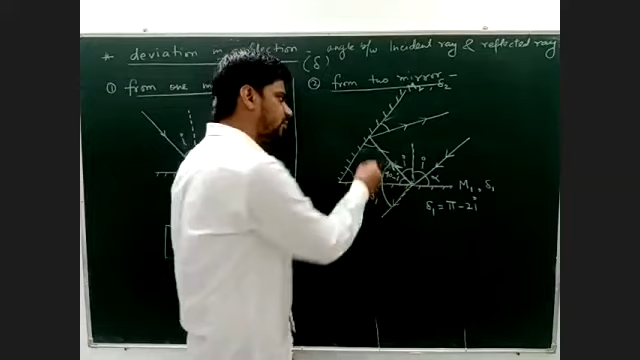 * deviation in reflection - angle b/w Incident ray & reflected ray
(δ)
① from one
② from two mirror -
δ₂
i
i
i
α
M₁, δ₁
δ₁ = π - 2i